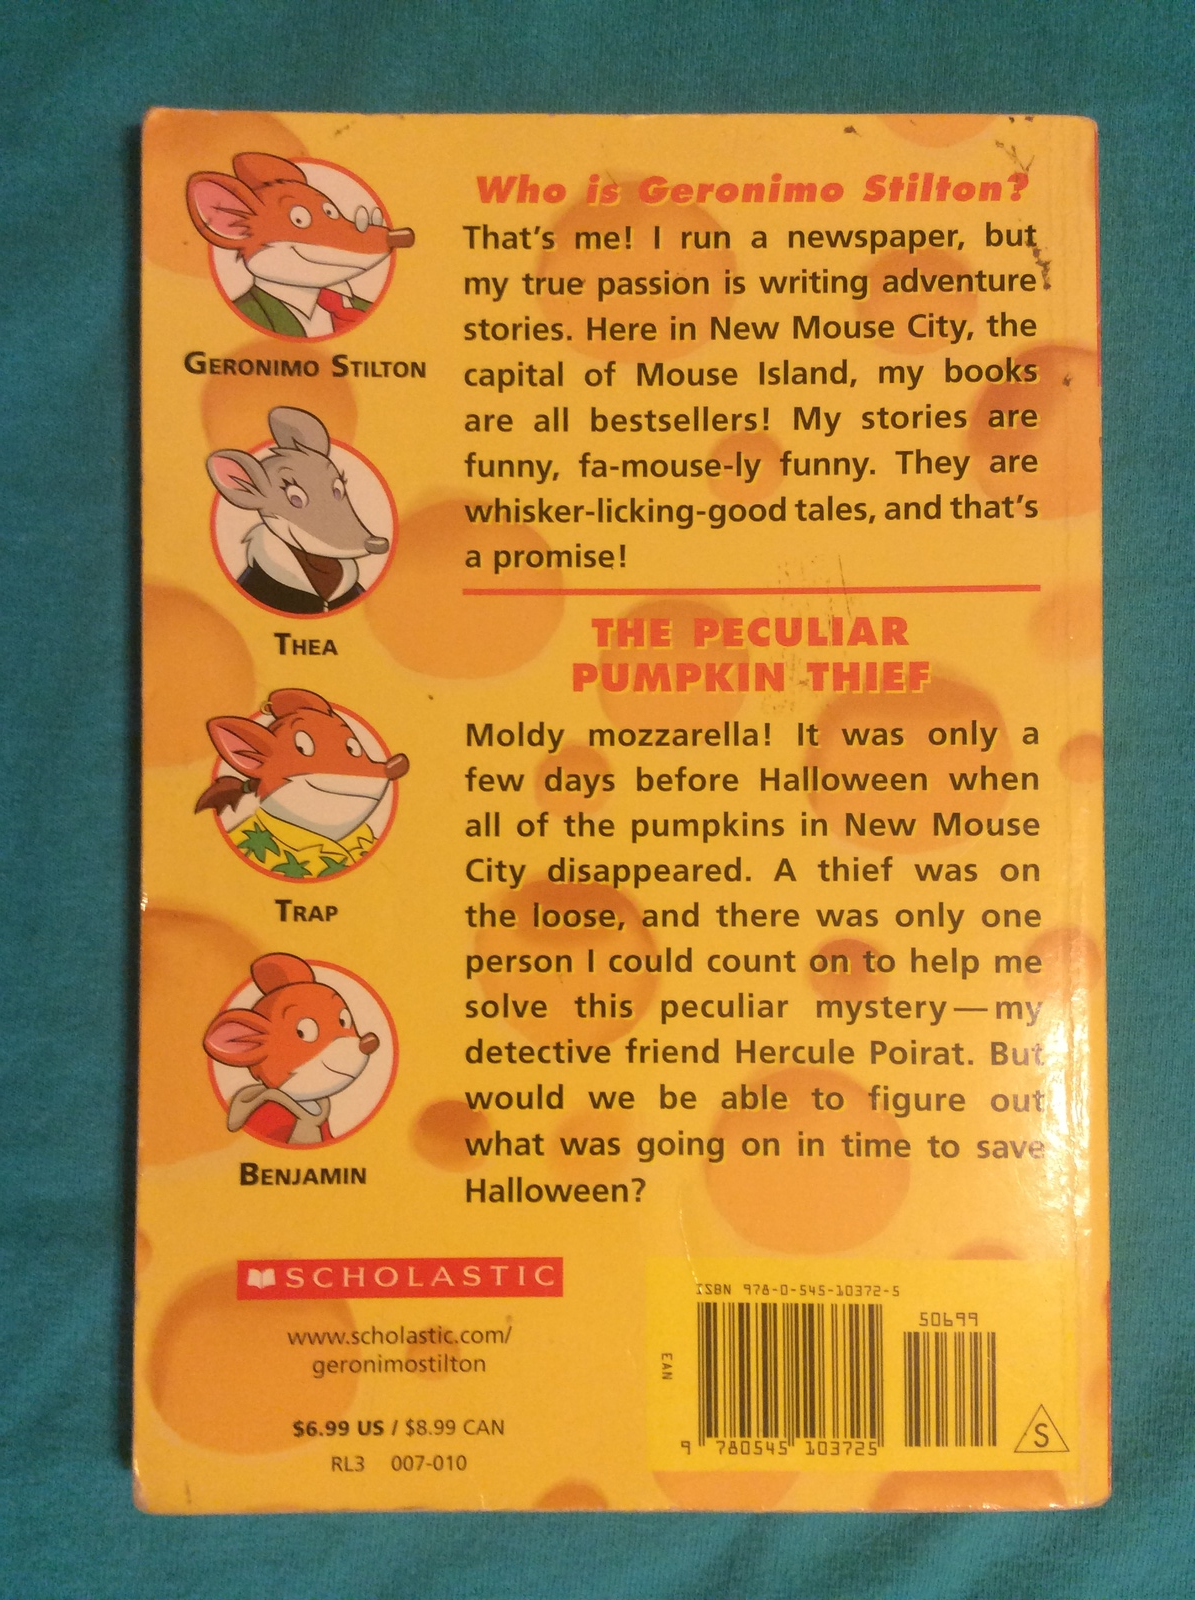 Who is Geronimo Stilton?
That's me! I run a newspaper, but
my true passion is writing adventure
stories. Here in New Mouse City, the
capital of Mouse Island, my books
are all bestsellers! My stories are
funny, fa-mouse-ly funny. They are
whisker-licking-good tales, and that's
a promise!
GERONIMO STILTON
THEA
TRAP
BENJAMIN
THE PECULIAR
PUMPKIN THIEF
Moldy mozzarella! It was only a
few days before Halloween when
all of the pumpkins in New Mouse
City disappeared. A thief was on
the loose, and there was only one
person I could count on to help me
solve this peculiar mystery—my
detective friend Hercule Poirat. But
would we be able to figure out
what was going on in time to save
Halloween?
SCHOLASTIC
www.scholastic.com/
geronimostilton
$6.99 US / $8.99 CAN
RL3 007-010
ISBN 978-0-545-10372-5
50699
EAN
9 780545 103725
S